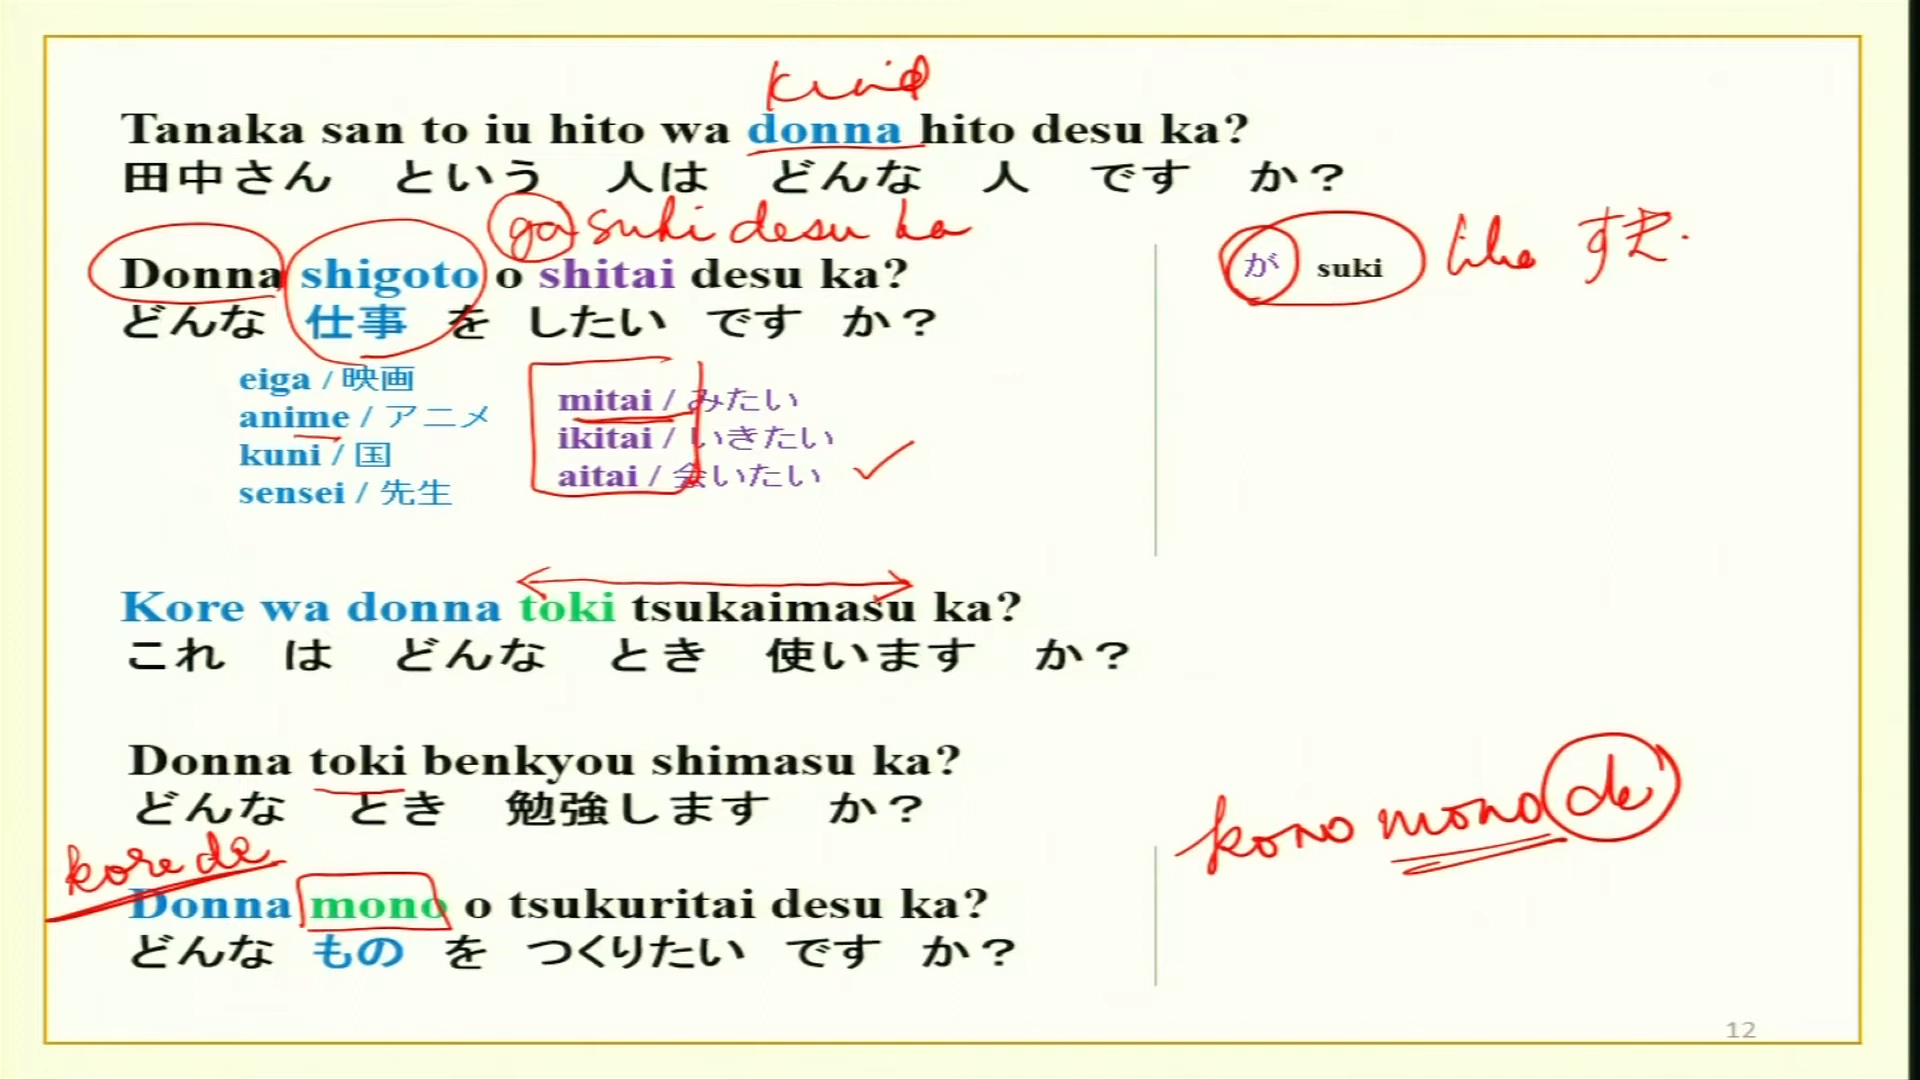 kind
Tanaka san to iu hito wa donna hito desu ka?
田中さん という 人は どんな 人 です か？
ga suki desu ka
Donna shigoto o shitai desu ka?
どんな 仕事 を したい です か？
が suki like すき
eiga / 映画
anime / アニメ
kuni / 国
sensei / 先生
mitai / みたい
ikitai / いきたい
aitai / 会いたい
Kore wa donna toki tsukaimasu ka?
これ は どんな とき 使います か？
Donna toki benkyou shimasu ka?
どんな とき 勉強します か？
kore de
kono mono de
Donna mono o tsukuritai desu ka?
どんな もの を つくりたい です か？
12